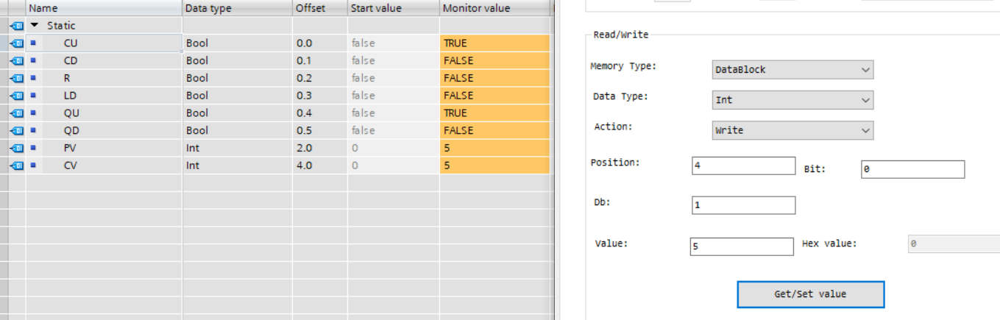 Name Data type Offset Start value Monitor value
Static
CU Bool 0.0 false TRUE
CD Bool 0.1 false FALSE
R Bool 0.2 false FALSE
LD Bool 0.3 false FALSE
QU Bool 0.4 false TRUE
QD Bool 0.5 false FALSE
PV Int 2.0 0 5
CV Int 4.0 0 5
Read/Write
Memory Type: DataBlock
Data Type: Int
Action: Write
Position: 4 Bit: 0
Db: 1
Value: 5 Hex value: 0
Get/Set value